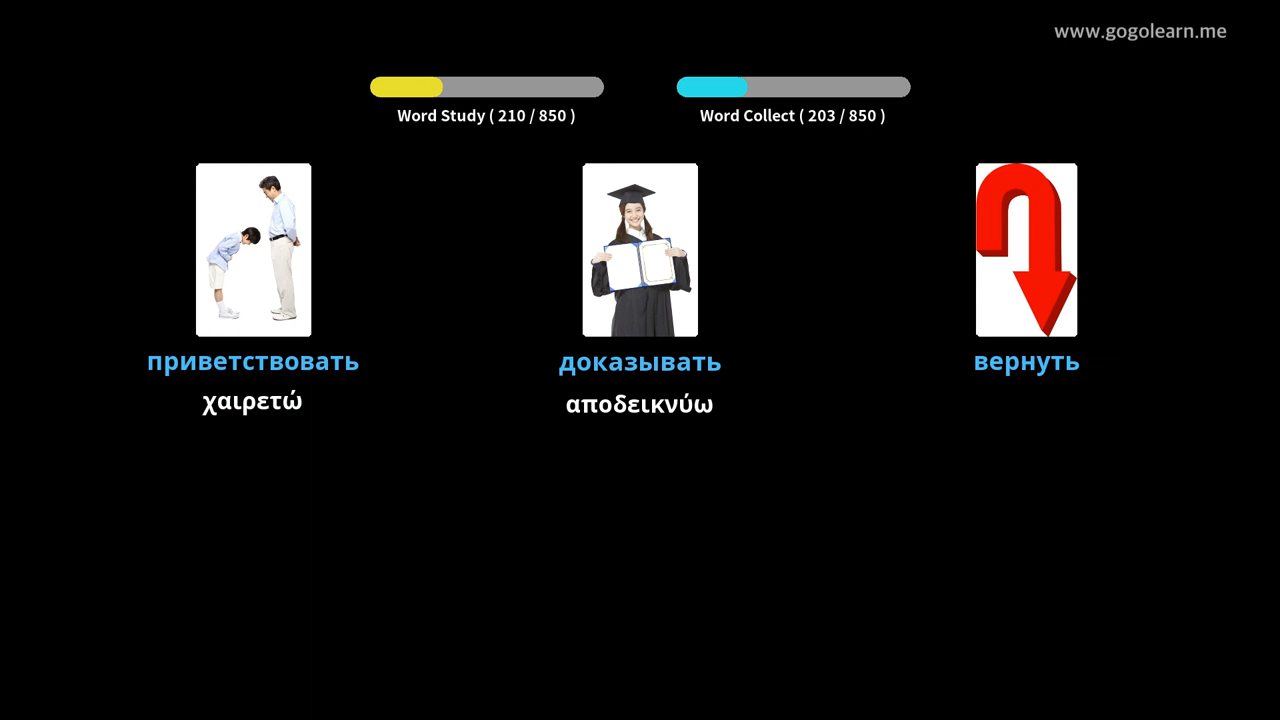 www.gogolearn.me
Word Study ( 210 / 850 )
Word Collect ( 203 / 850 )
приветствовать
доказывать
вернуть
χαιρετώ
αποδεικνύω